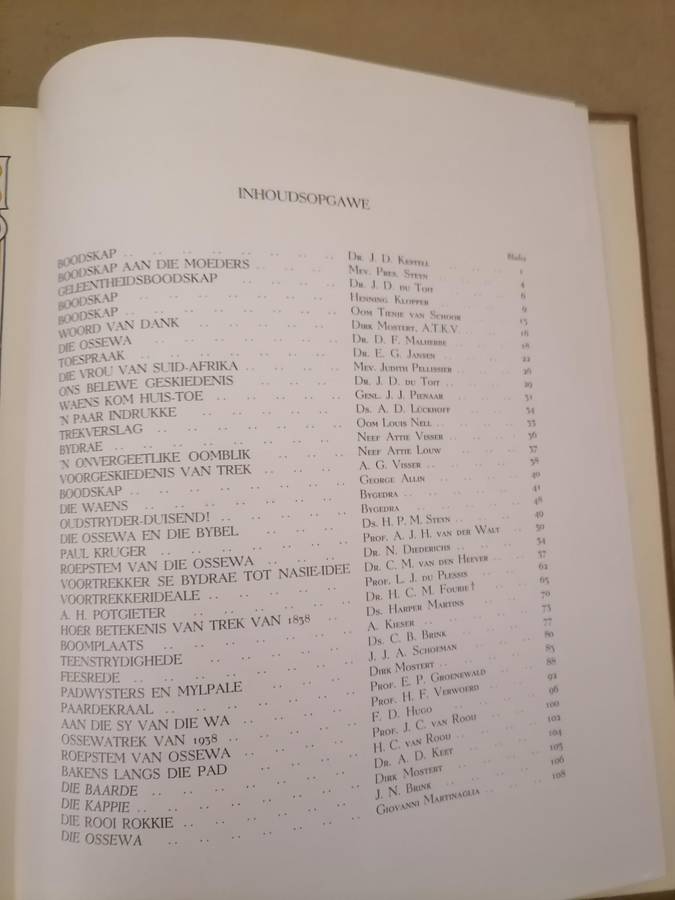 INHOUDSOPGAWE
Bladsy
BOODSKAP .. .. .. .. .. .. .. DR. J. D. KESTELL .. .. 1
BOODSKAP AAN DIE MOEDERS .. .. .. MEV. PRES. STEYN .. .. 4
GELEENTHEIDSBOODSKAP .. .. .. .. DR. J. D. DU TOIT .. .. 6
BOODSKAP .. .. .. .. .. .. HENNING KLOPPER .. .. 9
BOODSKAP .. .. .. .. .. .. OOM TIENIE VAN SCHOOR .. .. 15
WOORD VAN DANK .. .. .. .. DIRK MOSTERT, A.T.K.V. .. .. 16
DIE OSSEWA .. .. .. .. .. DR. D. F. MALHERBE .. .. 18
TOESPRAAK .. .. .. .. .. DR. E. G. JANSEN .. .. 22
DIE VROU VAN SUID-AFRIKA .. .. .. MEV. JUDITH PELLISSIER .. .. 26
ONS BELEWE GESKIEDENIS .. .. .. DR. J. D. DU TOIT .. .. 29
WAENS KOM HUIS-TOE .. .. .. .. GENL. J. J. PIENAAR .. .. 31
'N PAAR INDRUKKE .. .. .. .. DS. A. D. LÜCKHOFF .. .. 34
TREKVERSLAG .. .. .. .. .. OOM LOUIS NELL .. .. 35
BYDRAE .. .. .. .. .. .. NEEF ATTIE VISSER .. .. 36
'N ONVERGEETLIKE OOMBLIK .. .. .. NEEF ATTIE LOUW .. .. 37
VOORGESKIEDENIS VAN TREK .. .. .. A. G. VISSER .. .. 38
BOODSKAP .. .. .. .. .. .. GEORGE ALLIN .. .. 40
DIE WAENS .. .. .. .. .. BYGEDRA .. .. 41
OUDSTRYDER-DUISEND! .. .. .. .. BYGEDRA .. .. 48
DIE OSSEWA EN DIE BYBEL .. .. .. DS. H. P. M. STEYN .. .. 49
PAUL KRUGER .. .. .. .. .. PROF. A. J. H. VAN DER WALT .. 50
ROEPSTEM VAN DIE OSSEWA .. .. .. DR. N. DIEDERICHS .. .. 54
VOORTREKKER SE BYDRAE TOT NASIE-IDEE DR. C. M. VAN DEN HEEVER .. .. 57
VOORTREKKERIDEALE .. .. .. .. PROF. L. J. DU PLESSIS .. .. 62
A. H. POTGIETER .. .. .. .. DR. H. C. M. FOURIE† .. .. 65
HOER BETEKENIS VAN TREK VAN 1838 .. .. DS. HARPER MARTINS .. .. 70
BOOMPLAATS .. .. .. .. .. A. KIESER .. .. 73
TEENSTRYDIGHEDE .. .. .. .. DS. C. B. BRINK .. .. 77
FEESREDE .. .. .. .. .. J. J. A. SCHOEMAN .. .. 80
PADWYSTERS EN MYLPALE .. .. .. DIRK MOSTERT .. .. 85
PAARDEKRAAL .. .. .. .. .. PROF. E. P. GROENEWALD .. .. 88
AAN DIE SY VAN DIE WA .. .. .. PROF. H. F. VERWOERD .. .. 92
OSSEWATREK VAN 1938 .. .. .. .. F. D. HUGO .. .. 96
ROEPSTEM VAN OSSEWA .. .. .. .. PROF. J. C. VAN ROOIJ .. .. 100
BAKENS LANGS DIE PAD .. .. .. H. C. VAN ROOIJ .. .. 102
DIE BAARDE .. .. .. .. .. DR. A. D. KEET .. .. 104
DIE KAPPIE .. .. .. .. .. DIRK MOSTERT .. .. 105
DIE ROOI ROKKIE .. .. .. .. J. N. BRINK .. .. 106
DIE OSSEWA .. .. .. .. .. GIOVANNI MARTINAGLIA .. .. 108